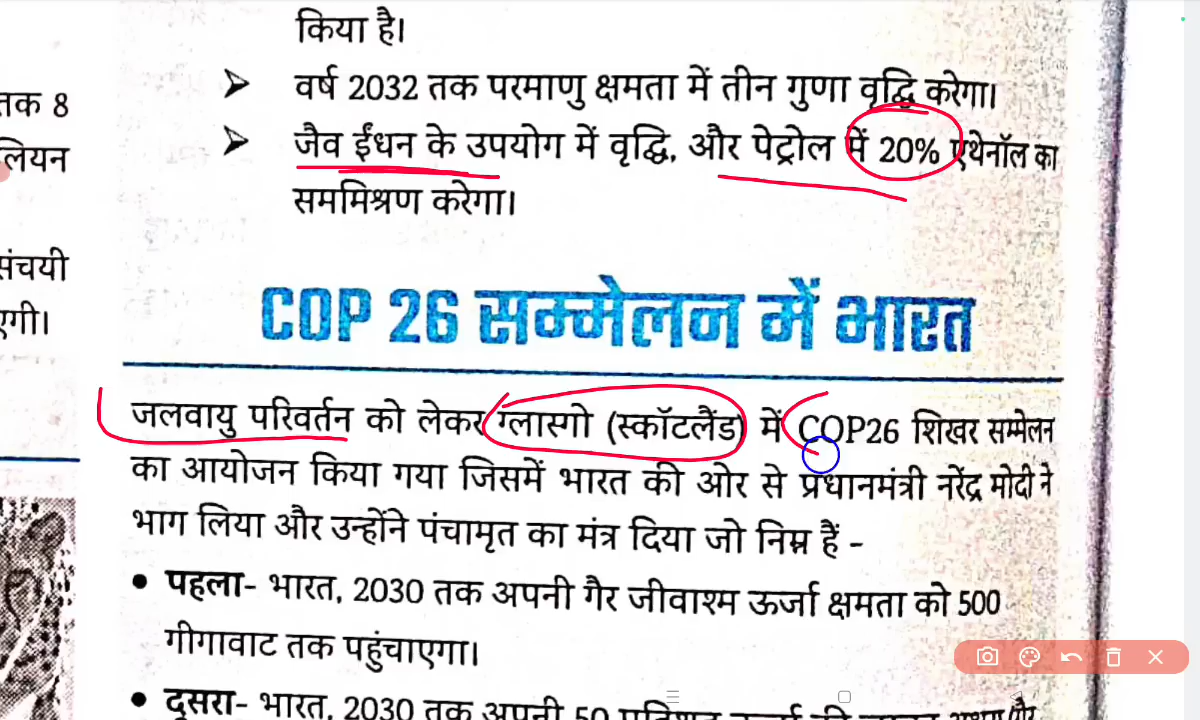 किया है।
तक 8
➤ वर्ष 2032 तक परमाणु क्षमता में तीन गुणा वृद्धि करेगा।
लियन
➤ जैव ईंधन के उपयोग में वृद्धि, और पेट्रोल में 20% एथेनॉल का
सममिश्रण करेगा।
संचयी
एगी।
COP 26 सम्मेलन में भारत
जलवायु परिवर्तन को लेकर ग्लास्गो (स्कॉटलैंड) में COP26 शिखर सम्मेलन
का आयोजन किया गया जिसमें भारत की ओर से प्रधानमंत्री नरेंद्र मोदी ने
भाग लिया और उन्होंने पंचामृत का मंत्र दिया जो निम्न हैं -
• पहला- भारत, 2030 तक अपनी गैर जीवाश्म ऊर्जा क्षमता को 500
गीगावाट तक पहुंचाएगा।
• दूसरा- भारत, 2030 तक अपनी 50 प्रतिशत ऊर्जा की